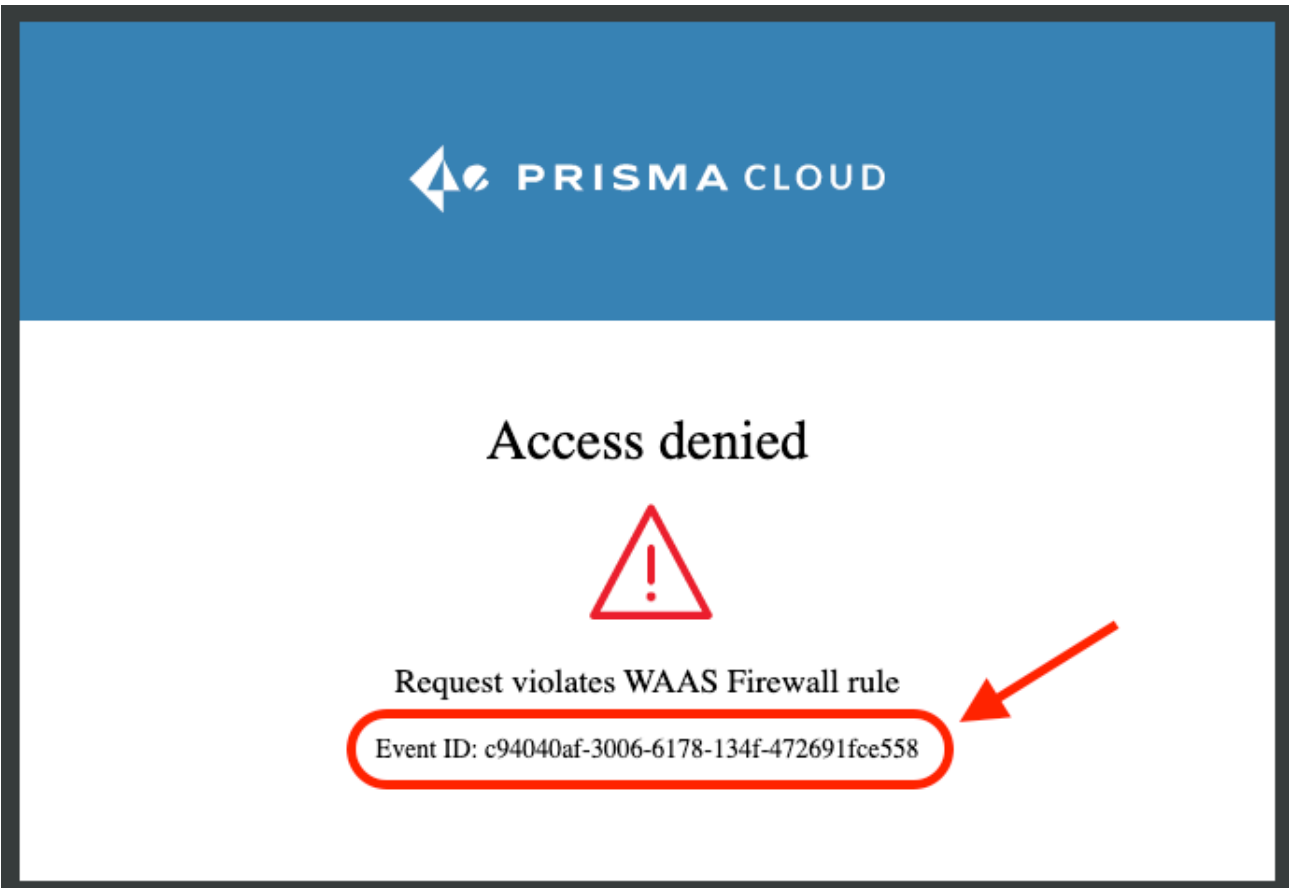 PRISMA CLOUD
Access denied
Request violates WAAS Firewall rule
Event ID: c94040af-3006-6178-134f-472691fce558